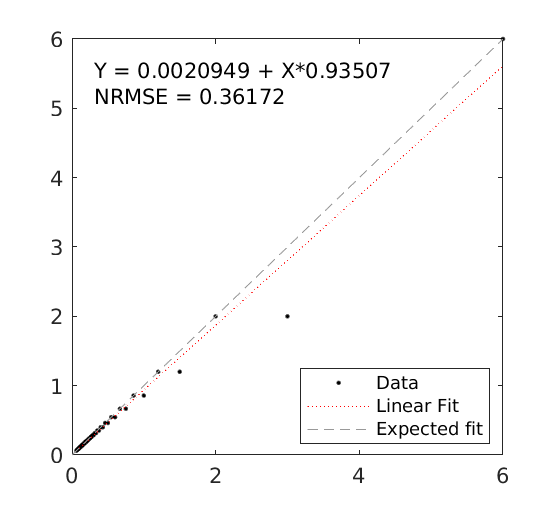 Y = 0.0020949 + X*0.93507
NRMSE = 0.36172
6
5
4
3
2
1
0
Data
Linear Fit
Expected fit
0
2
4
6